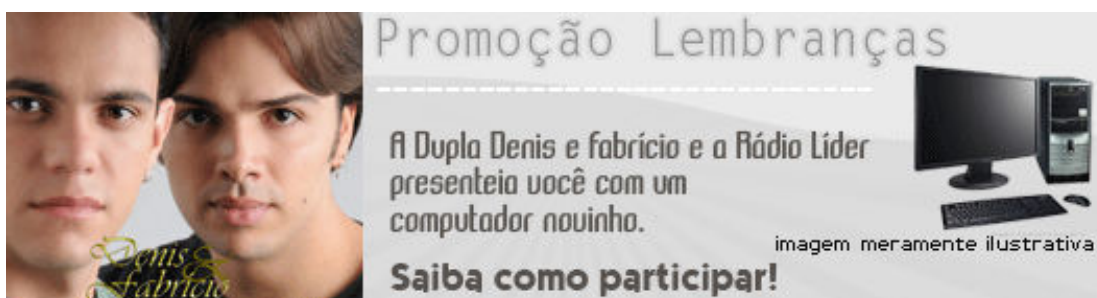 Promoção Lembranças
A Dupla Denis e fabrício e a Rádio Líder
presenteia você com um
computador novinho.
imagem meramente ilustrativa
Saiba como participar!
Denis &
Fabrício